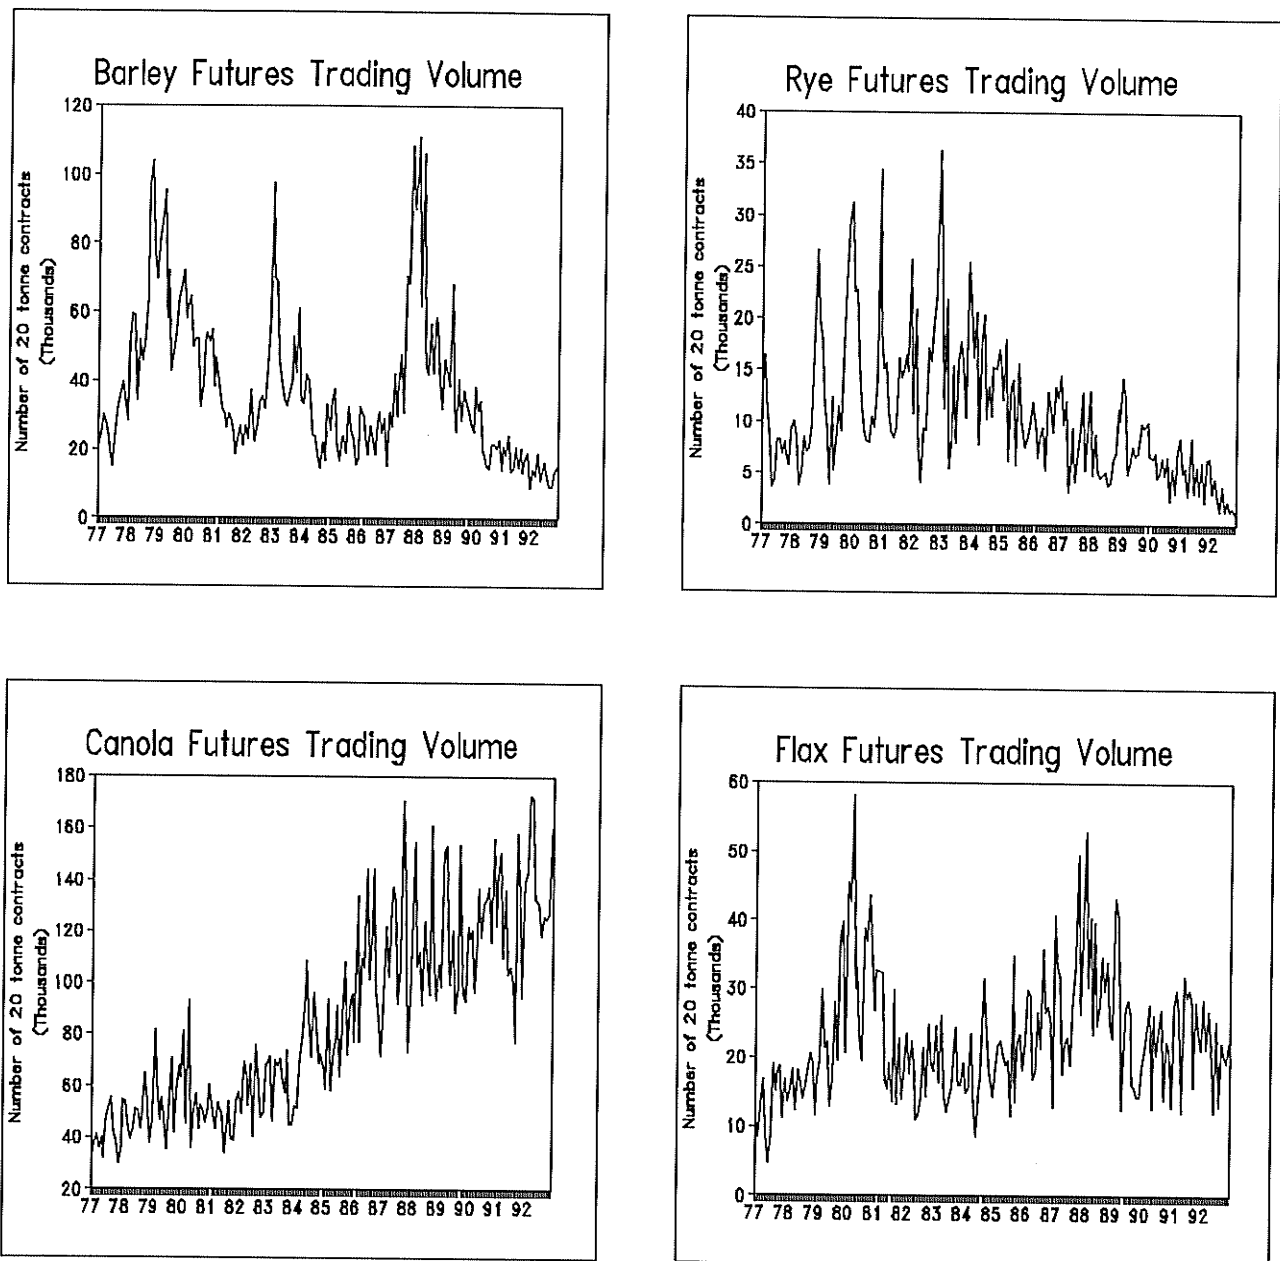 Barley Futures Trading Volume
Number of 20 tonne contracts
(Thousands)
120
100
80
60
40
20
0
77 78 79 80 81 82 83 84 85 86 87 88 89 90 91 92
Rye Futures Trading Volume
Number of 20 tonne contracts
(Thousands)
40
35
30
25
20
15
10
5
0
77 78 79 80 81 82 83 84 85 86 87 88 89 90 91 92
Canola Futures Trading Volume
Number of 20 tonne contracts
(Thousands)
180
160
140
120
100
80
60
40
20
77 78 79 80 81 82 83 84 85 86 87 88 89 90 91 92
Flax Futures Trading Volume
Number of 20 tonne contracts
(Thousands)
60
50
40
30
20
10
0
77 78 79 80 81 82 83 84 85 86 87 88 89 90 91 92